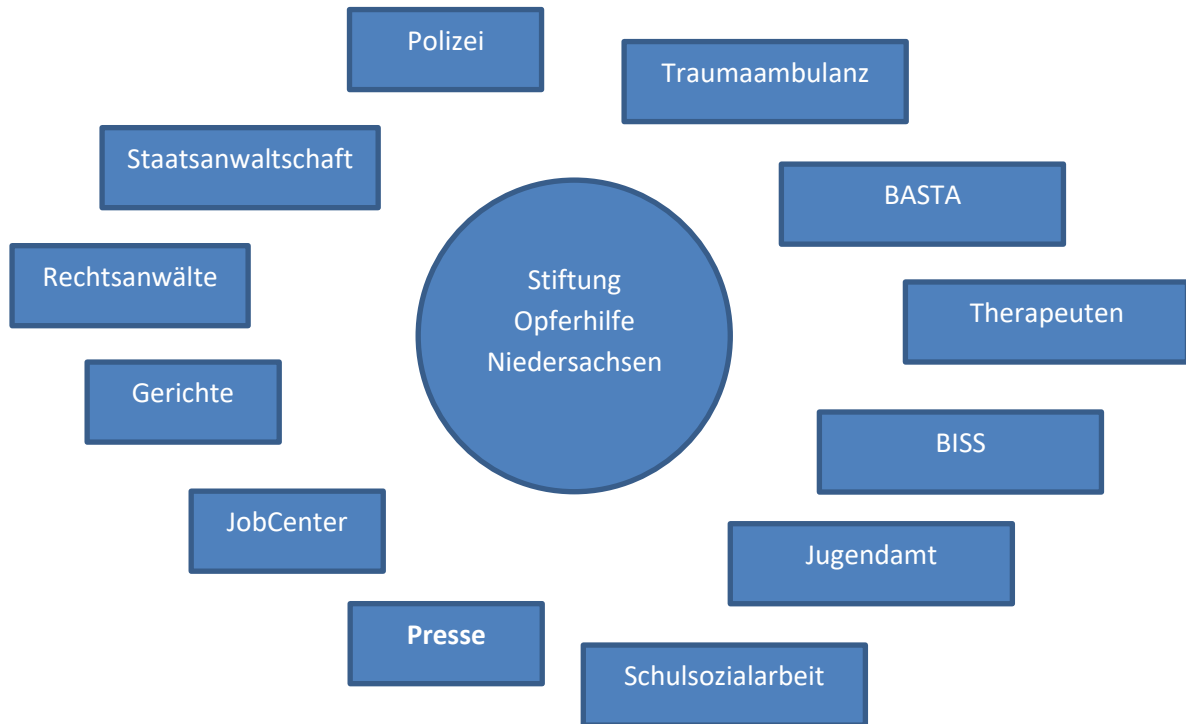 Polizei
Traumaambulanz
Staatsanwaltschaft
BASTA
Rechtsanwälte
Stiftung
Opferhilfe
Niedersachsen
Therapeuten
Gerichte
BISS
JobCenter
Jugendamt
Presse
Schulsozialarbeit